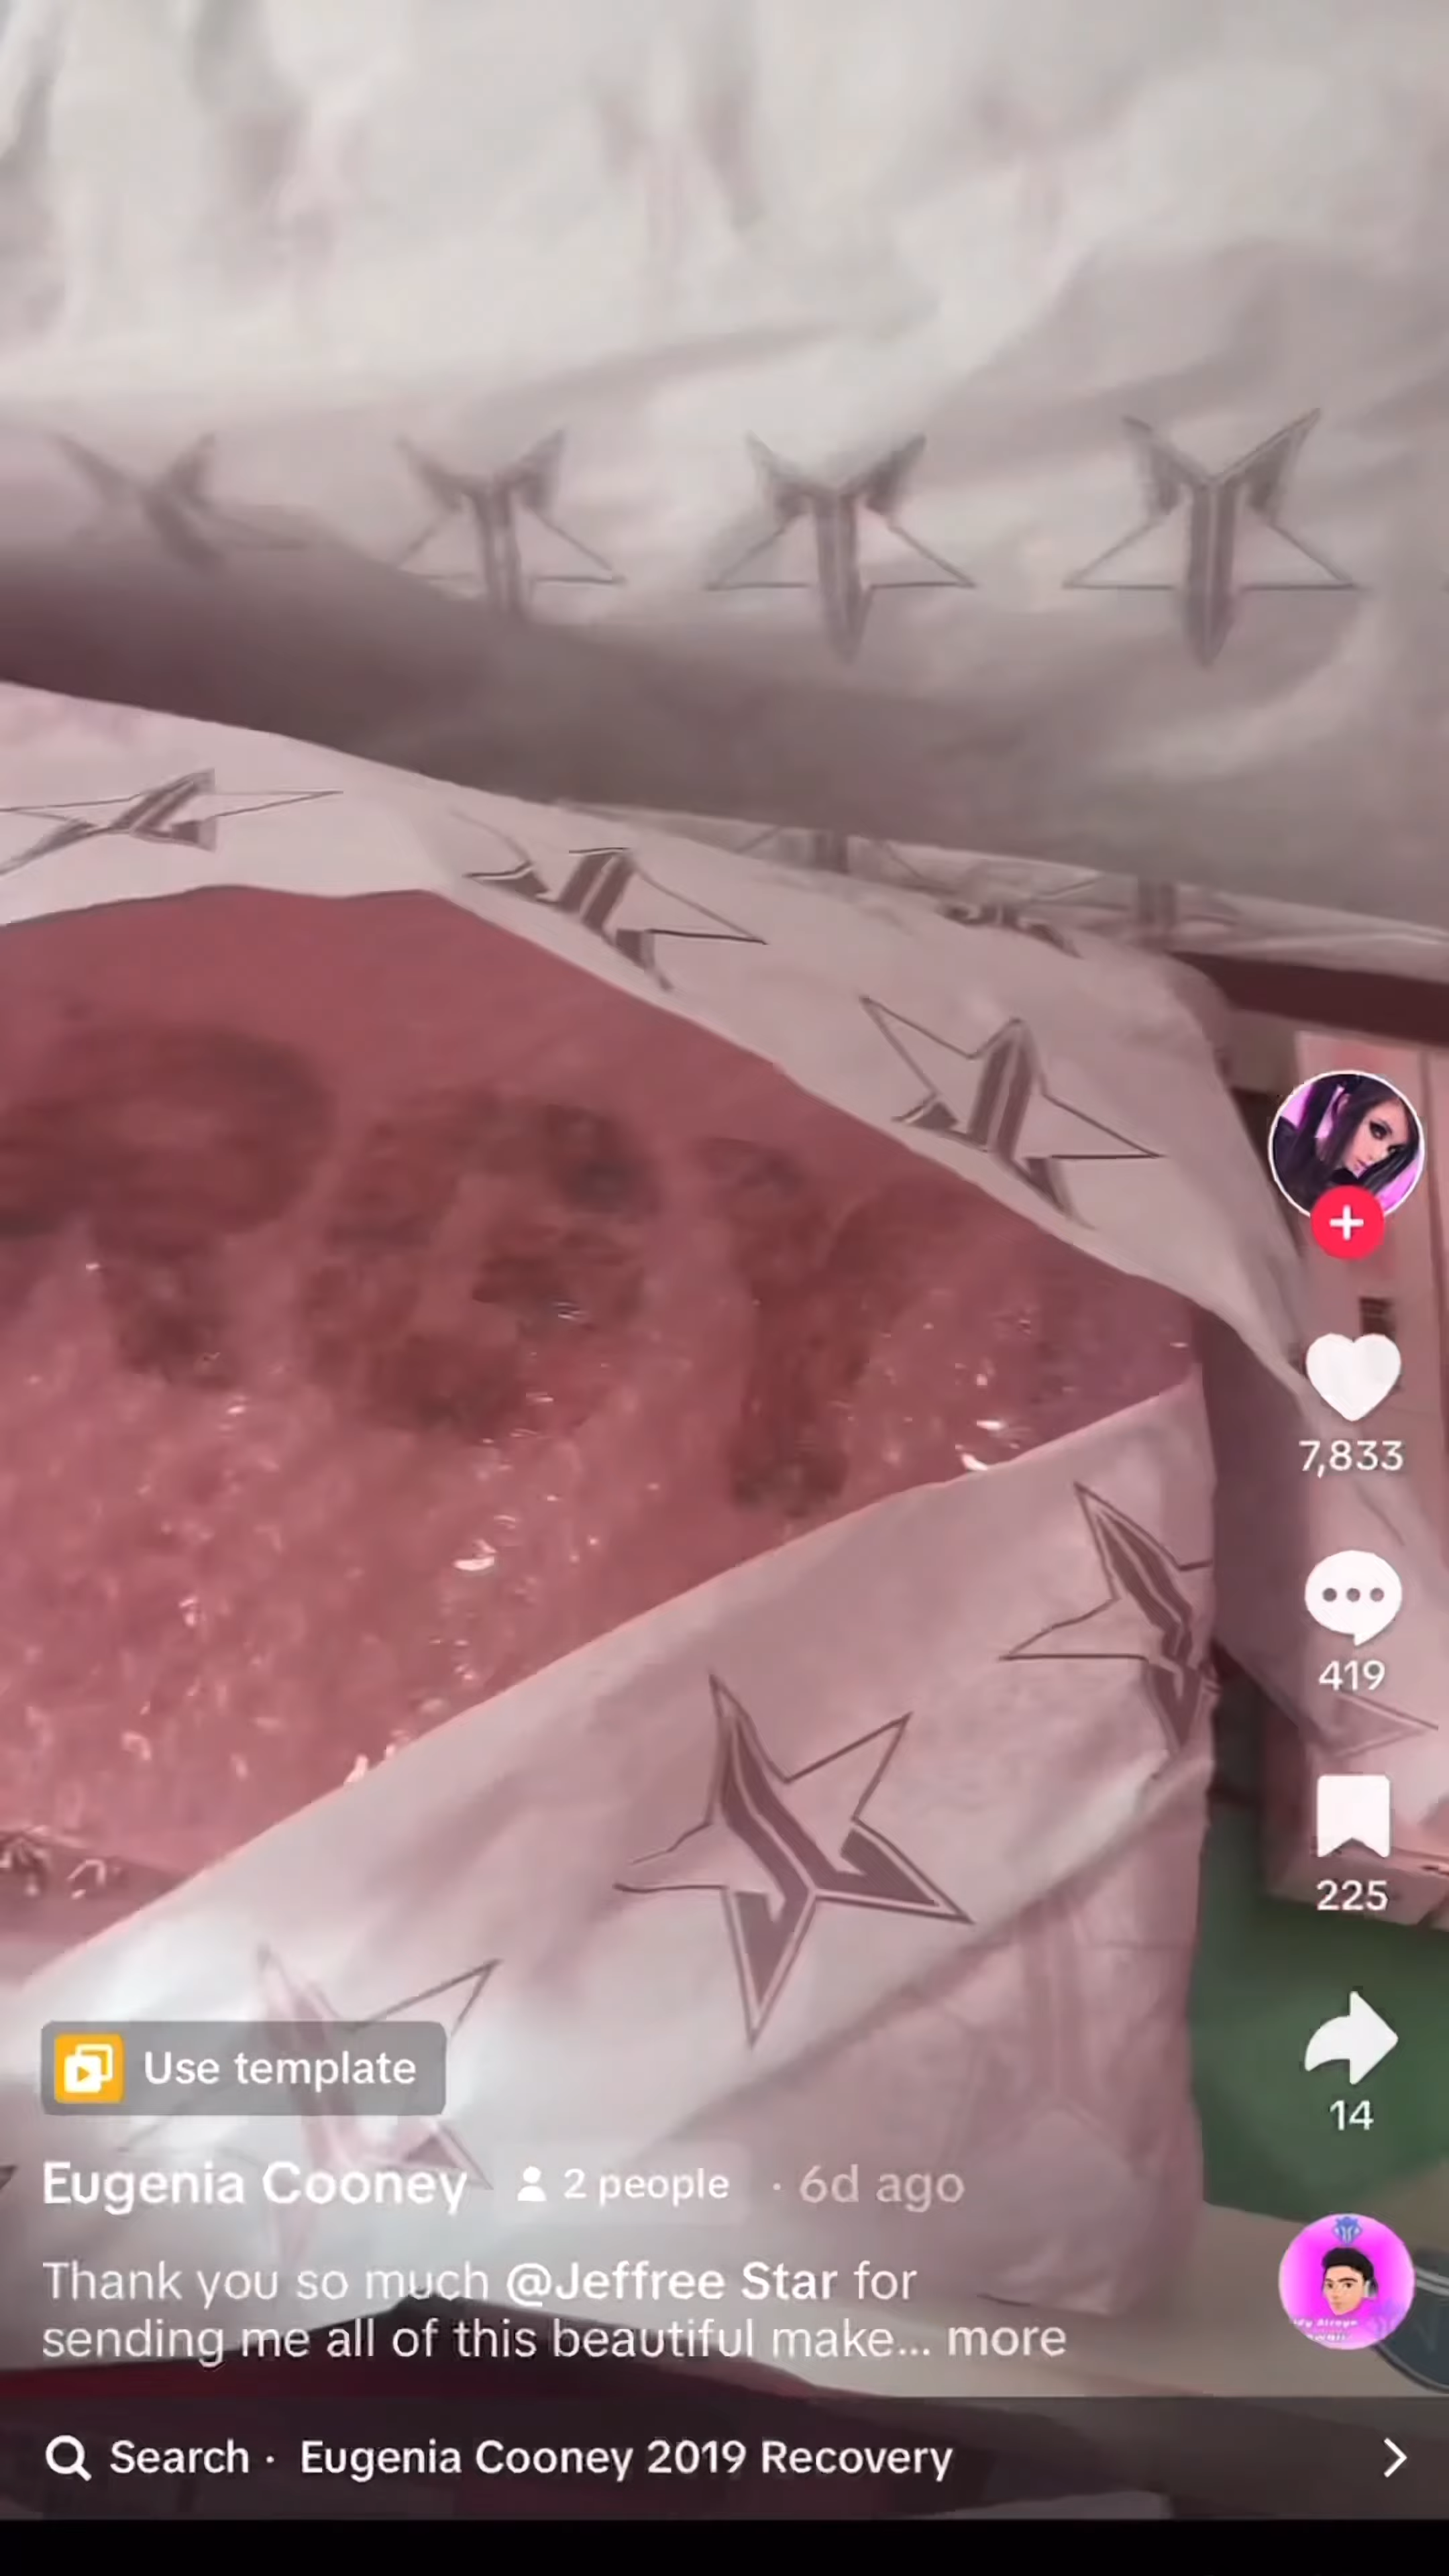 7,833
419
225
14
Use template
Eugenia Cooney 2 people · 6d ago
Thank you so much @Jeffree Star for
sending me all of this beautiful make... more
Search · Eugenia Cooney 2019 Recovery